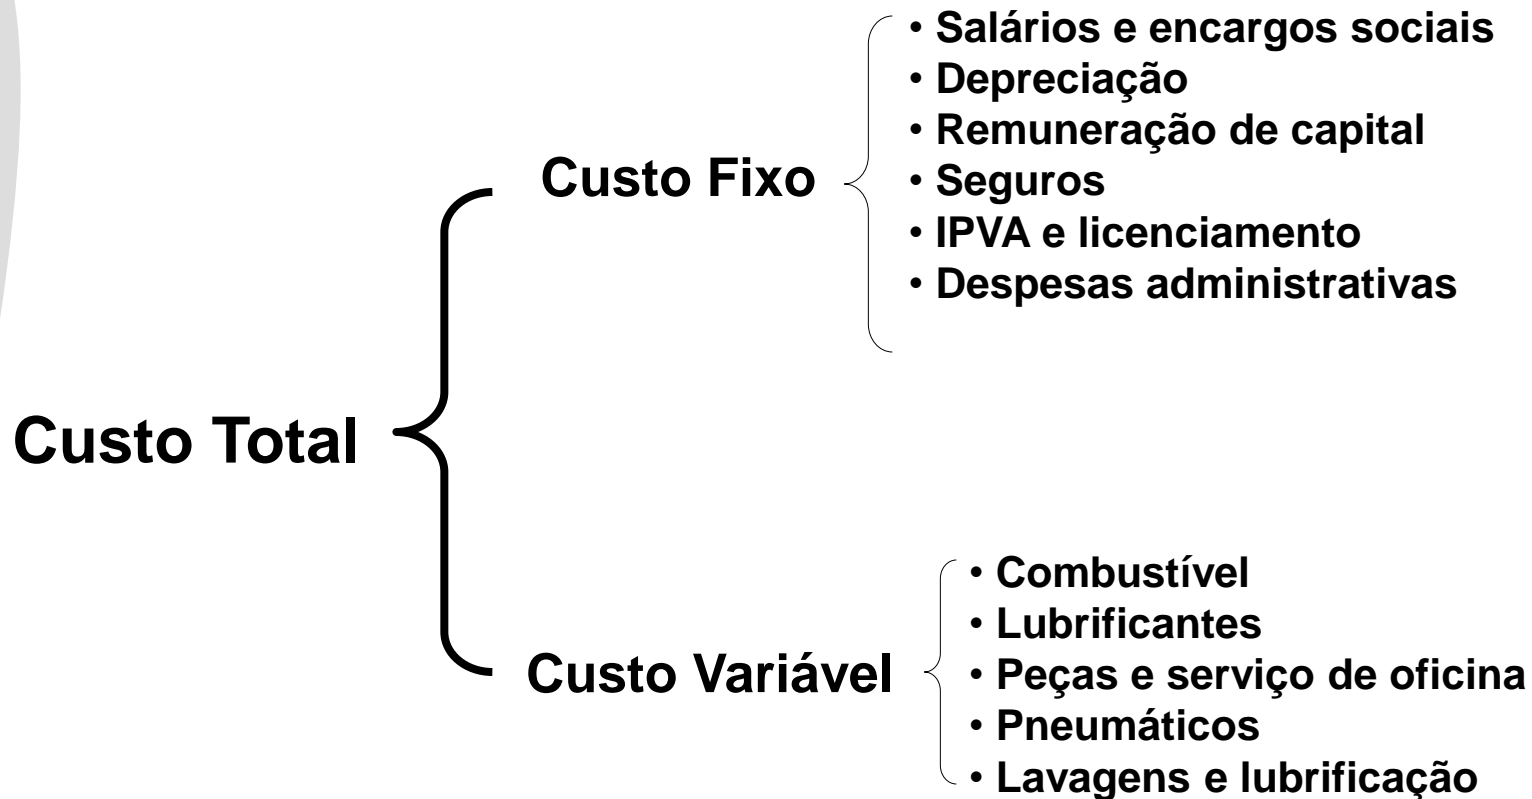 Custo Total
Custo Fixo
• Salários e encargos sociais
• Depreciação
• Remuneração de capital
• Seguros
• IPVA e licenciamento
• Despesas administrativas
Custo Variável
• Combustível
• Lubrificantes
• Peças e serviço de oficina
• Pneumáticos
• Lavagens e lubrificação